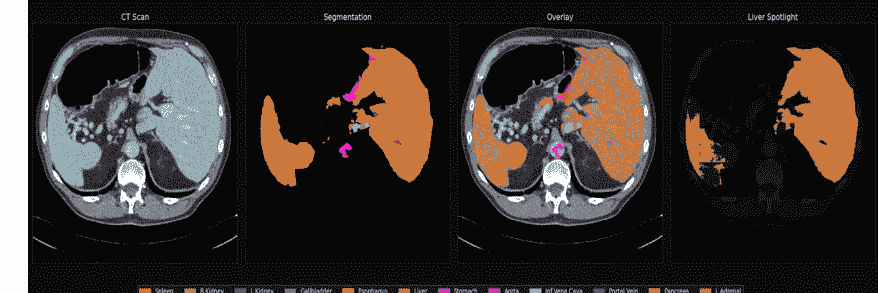 CT Scan Segmentation Overlay Liver Spotlight
Spleen R Kidney L Kidney Gallbladder Esophagus Liver Stomach Aorta Inf Vena Cava Portal Vein Pancreas L Adrenal